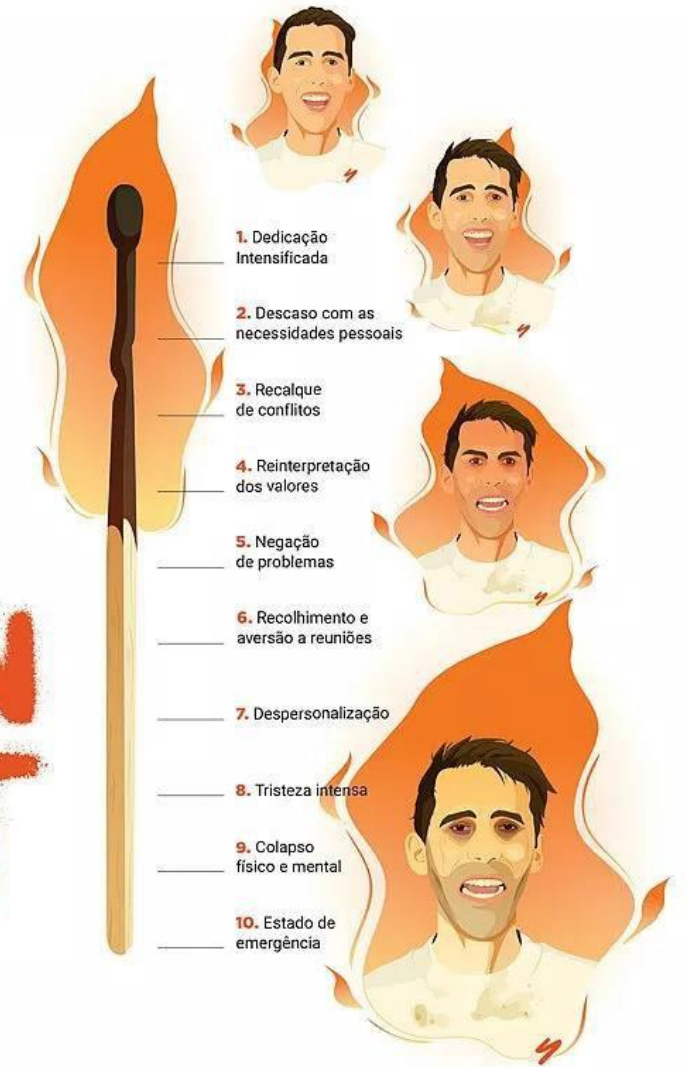 1. Dedicação
Intensificada
2. Descaso com as
necessidades pessoais
3. Recalque
de conflitos
4. Reinterpretação
dos valores
5. Negação
de problemas
6. Recolhimento e
aversão a reuniões
7. Despersonalização
8. Tristeza intensa
9. Colapso
físico e mental
10. Estado de
emergência